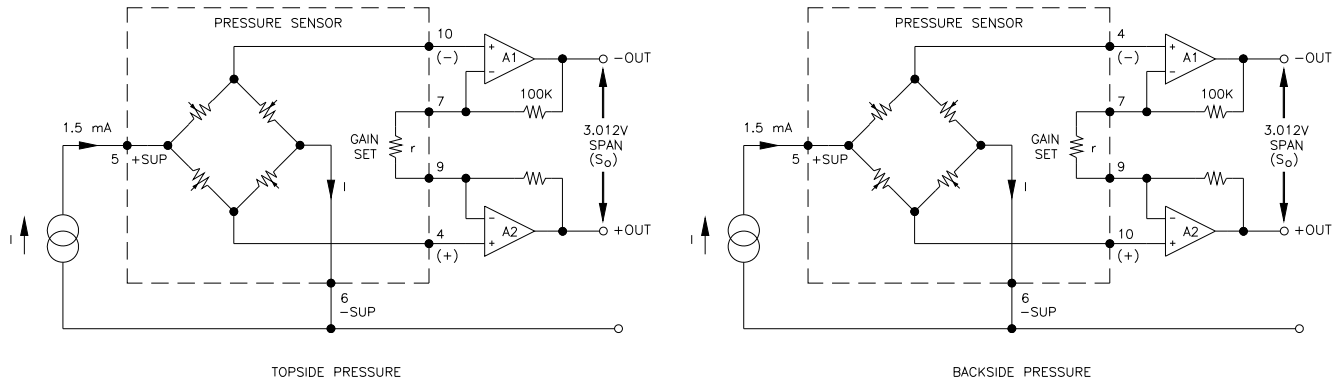 PRESSURE SENSOR
10
(-)
+
A1
-
-OUT
7
100K
1.5 mA
5
+SUP
GAIN
SET
r
3.012V
SPAN
(So)
9
I
I
-
A2
+
+OUT
4
(+)
6
-SUP
TOPSIDE PRESSURE
PRESSURE SENSOR
4
(-)
+
A1
-
-OUT
7
100K
1.5 mA
5
+SUP
GAIN
SET
r
3.012V
SPAN
(So)
9
I
I
-
A2
+
+OUT
10
(+)
6
-SUP
BACKSIDE PRESSURE